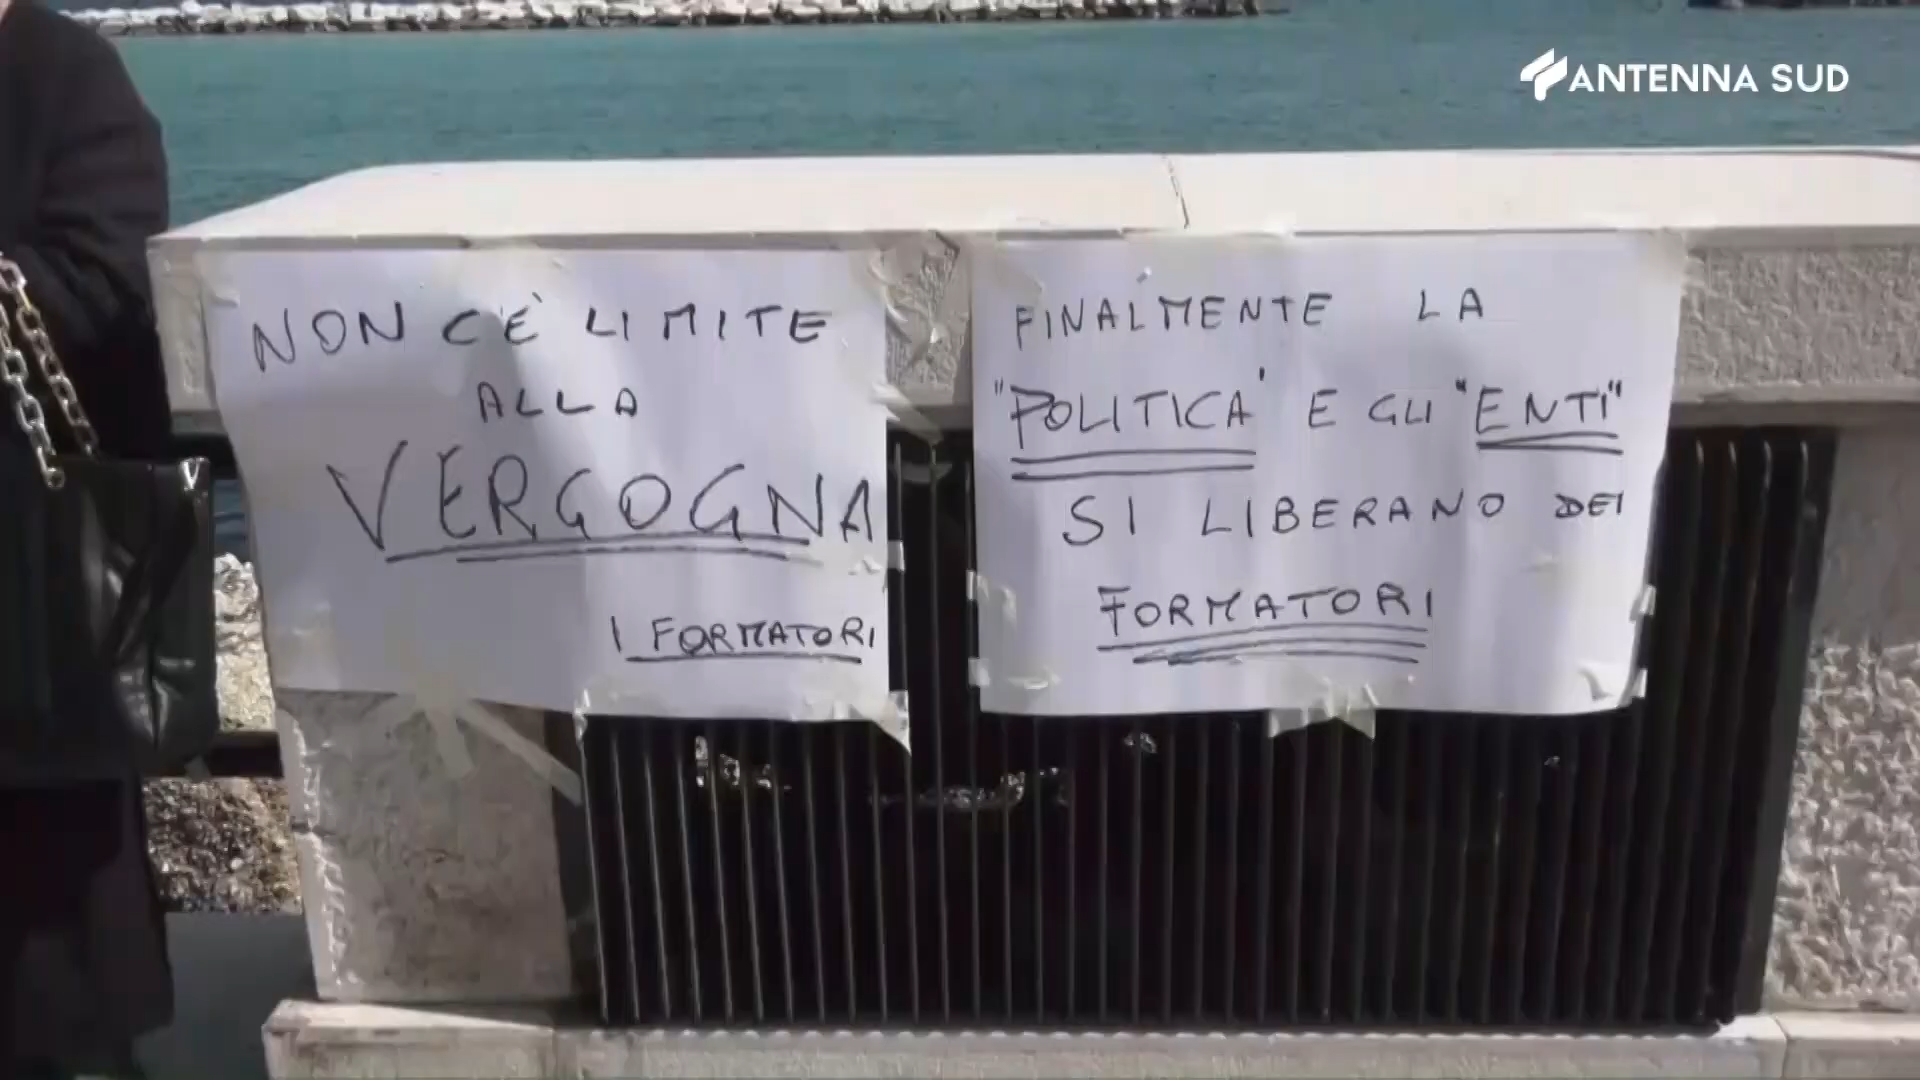 ANTENNA SUD
NON C'È LIMITE
ALLA
VERGOGNA
I FORMATORI
FINALMENTE LA
"POLITICA" E GLI "ENTI"
SI LIBERANO DEI
FORMATORI